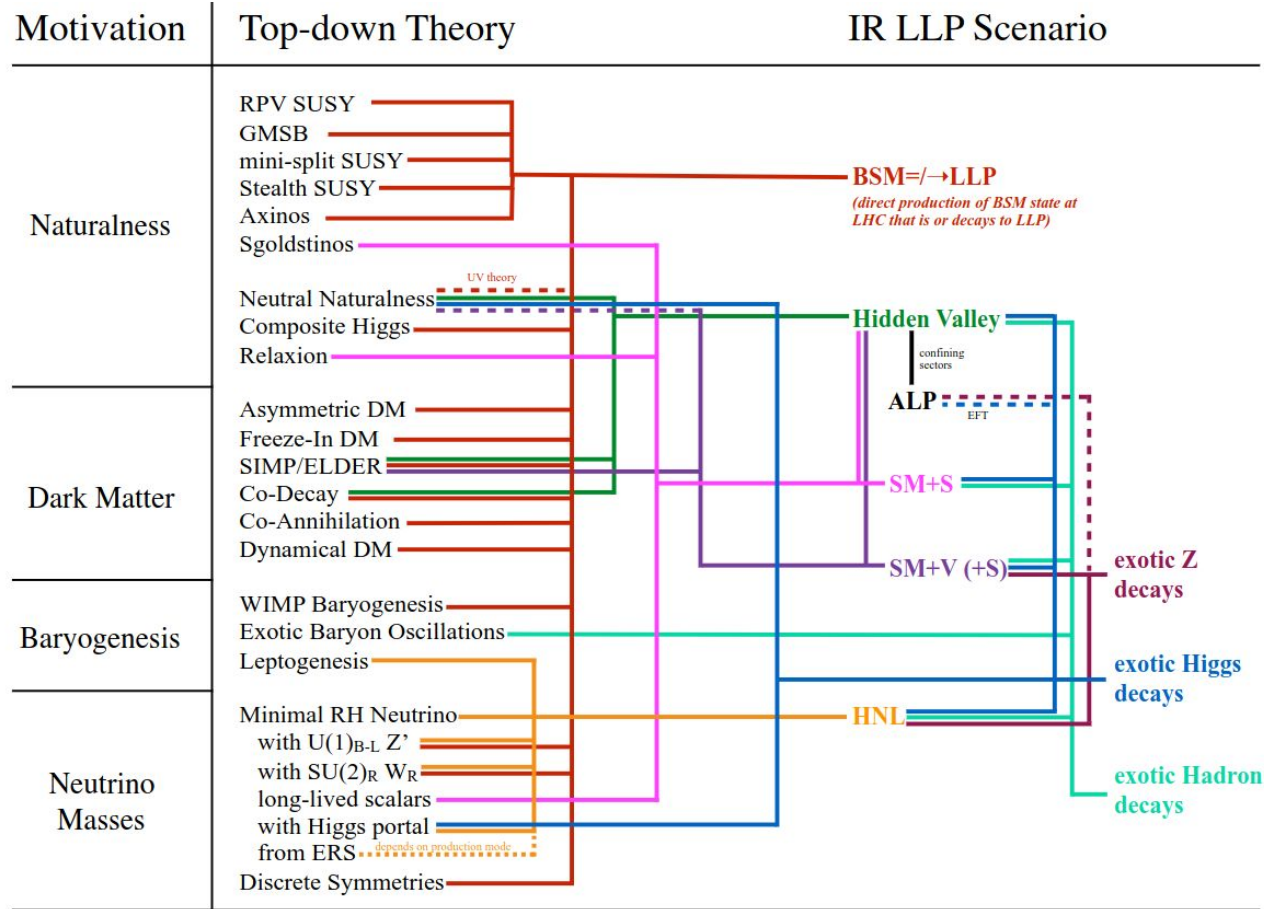 Motivation
Top-down Theory
IR LLP Scenario
Naturalness
RPV SUSY
GMSB
mini-split SUSY
Stealth SUSY
Axinos
Sgoldstinos
UV theory
Neutral Naturalness
Composite Higgs
Relaxion
Dark Matter
Asymmetric DM
Freeze-In DM
SIMP/ELDER
Co-Decay
Co-Annihilation
Dynamical DM
Baryogenesis
WIMP Baryogenesis
Exotic Baryon Oscillations
Leptogenesis
Neutrino
Masses
Minimal RH Neutrino
with U(1)B-L Z’
with SU(2)R WR
long-lived scalars
with Higgs portal
from ERS
depends on production mode
Discrete Symmetries
BSM=/→LLP
(direct production of BSM state at
LHC that is or decays to LLP)
Hidden Valley
confining
sectors
ALP
EFT
SM+S
SM+V (+S)
HNL
exotic Z
decays
exotic Higgs
decays
exotic Hadron
decays